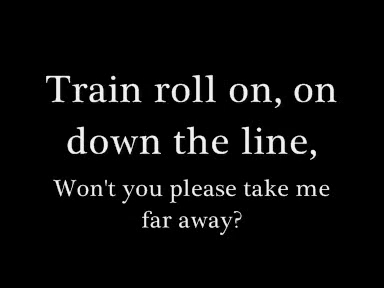 Train roll on, on
down the line,
Won't you please take me
far away?